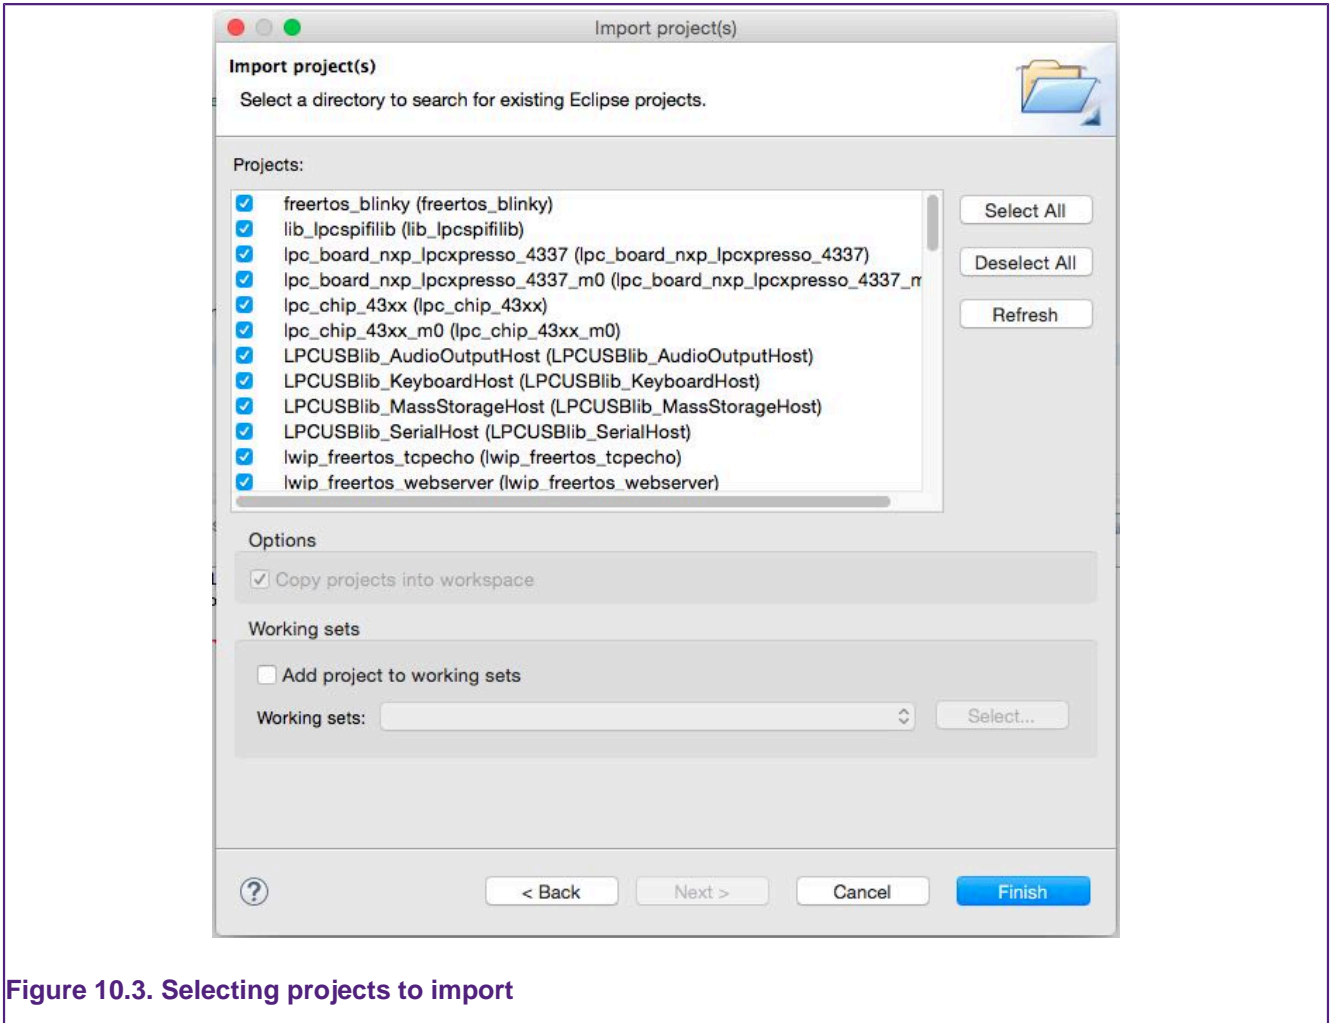 Import project(s)
Import project(s)
Select a directory to search for existing Eclipse projects.
Projects:
freertos_blinky (freertos_blinky)
lib_lpcspifilib (lib_lpcspifilib)
lpc_board_nxp_lpcxpresso_4337 (lpc_board_nxp_lpcxpresso_4337)
lpc_board_nxp_lpcxpresso_4337_m0 (lpc_board_nxp_lpcxpresso_4337_m
lpc_chip_43xx (lpc_chip_43xx)
lpc_chip_43xx_m0 (lpc_chip_43xx_m0)
LPCUSBlib_AudioOutputHost (LPCUSBlib_AudioOutputHost)
LPCUSBlib_KeyboardHost (LPCUSBlib_KeyboardHost)
LPCUSBlib_MassStorageHost (LPCUSBlib_MassStorageHost)
LPCUSBlib_SerialHost (LPCUSBlib_SerialHost)
lwip_freertos_tcpecho (lwip_freertos_tcpecho)
lwip_freertos_webserver (lwip_freertos_webserver)
Select All
Deselect All
Refresh
Options
Copy projects into workspace
Working sets
Add project to working sets
Working sets:
Select...
?
< Back
Next >
Cancel
Finish
Figure 10.3. Selecting projects to import